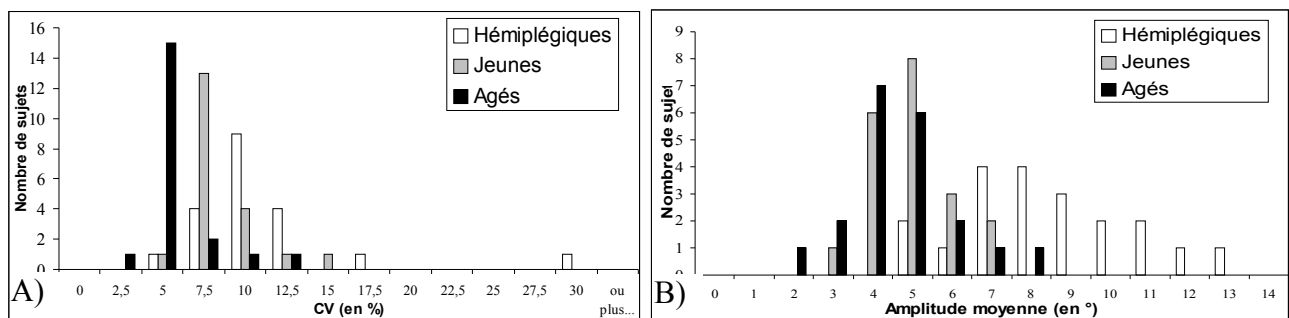 Nombre de sujets
16
14
12
10
8
6
4
2
0
Hémiplégiques
Jeunes
Agés
0 2,5 5 7,5 10 12,5 15 17,5 20 22,5 25 27,5 30 ou
plus...
CV (en %)
A)
Nombre de sujet
9
8
7
6
5
4
3
2
1
0
Hémiplégiques
Jeunes
Agés
0 1 2 3 4 5 6 7 8 9 10 11 12 13 14
Amplitude moyenne (en °)
B)